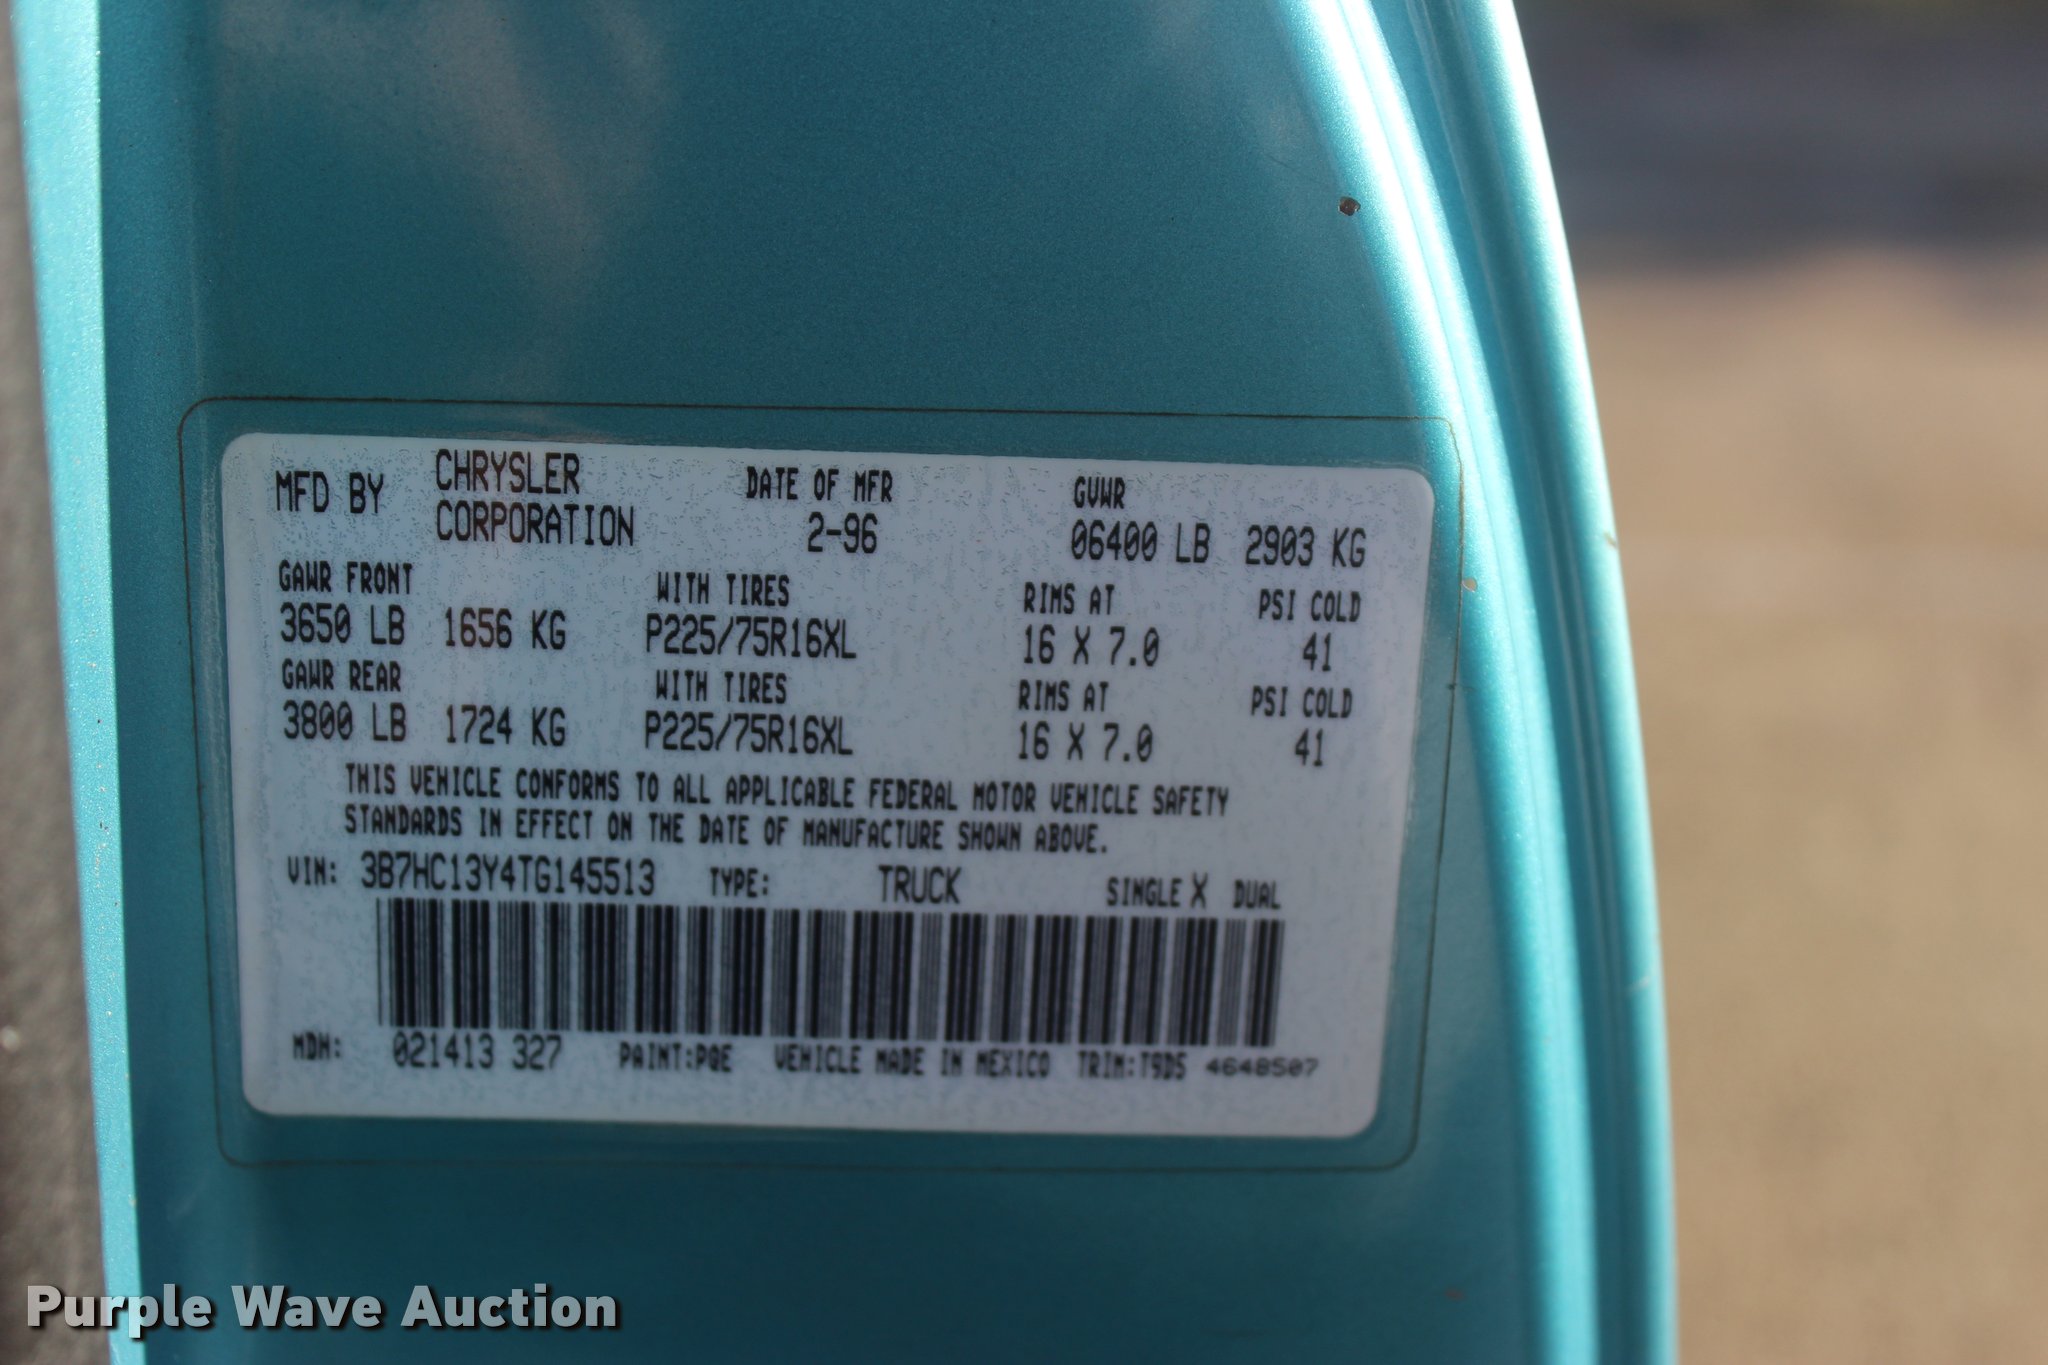 MFD BY CHRYSLER CORPORATION DATE OF MFR 2-96 GVWR 06400 LB 2903 KG
GAWR FRONT WITH TIRES RIMS AT PSI COLD
3650 LB 1656 KG P225/75R16XL 16 X 7.0 41
GAWR REAR WITH TIRES RIMS AT PSI COLD
3800 LB 1724 KG P225/75R16XL 16 X 7.0 41
THIS VEHICLE CONFORMS TO ALL APPLICABLE FEDERAL MOTOR VEHICLE SAFETY
STANDARDS IN EFFECT ON THE DATE OF MANUFACTURE SHOWN ABOVE.
VIN: 3B7HC13Y4TG145513 TYPE: TRUCK SINGLE X DUAL
MDH: 021413 327 PAINT:PQE VEHICLE MADE IN MEXICO TRIM:T9D5 4648507
Purple Wave Auction